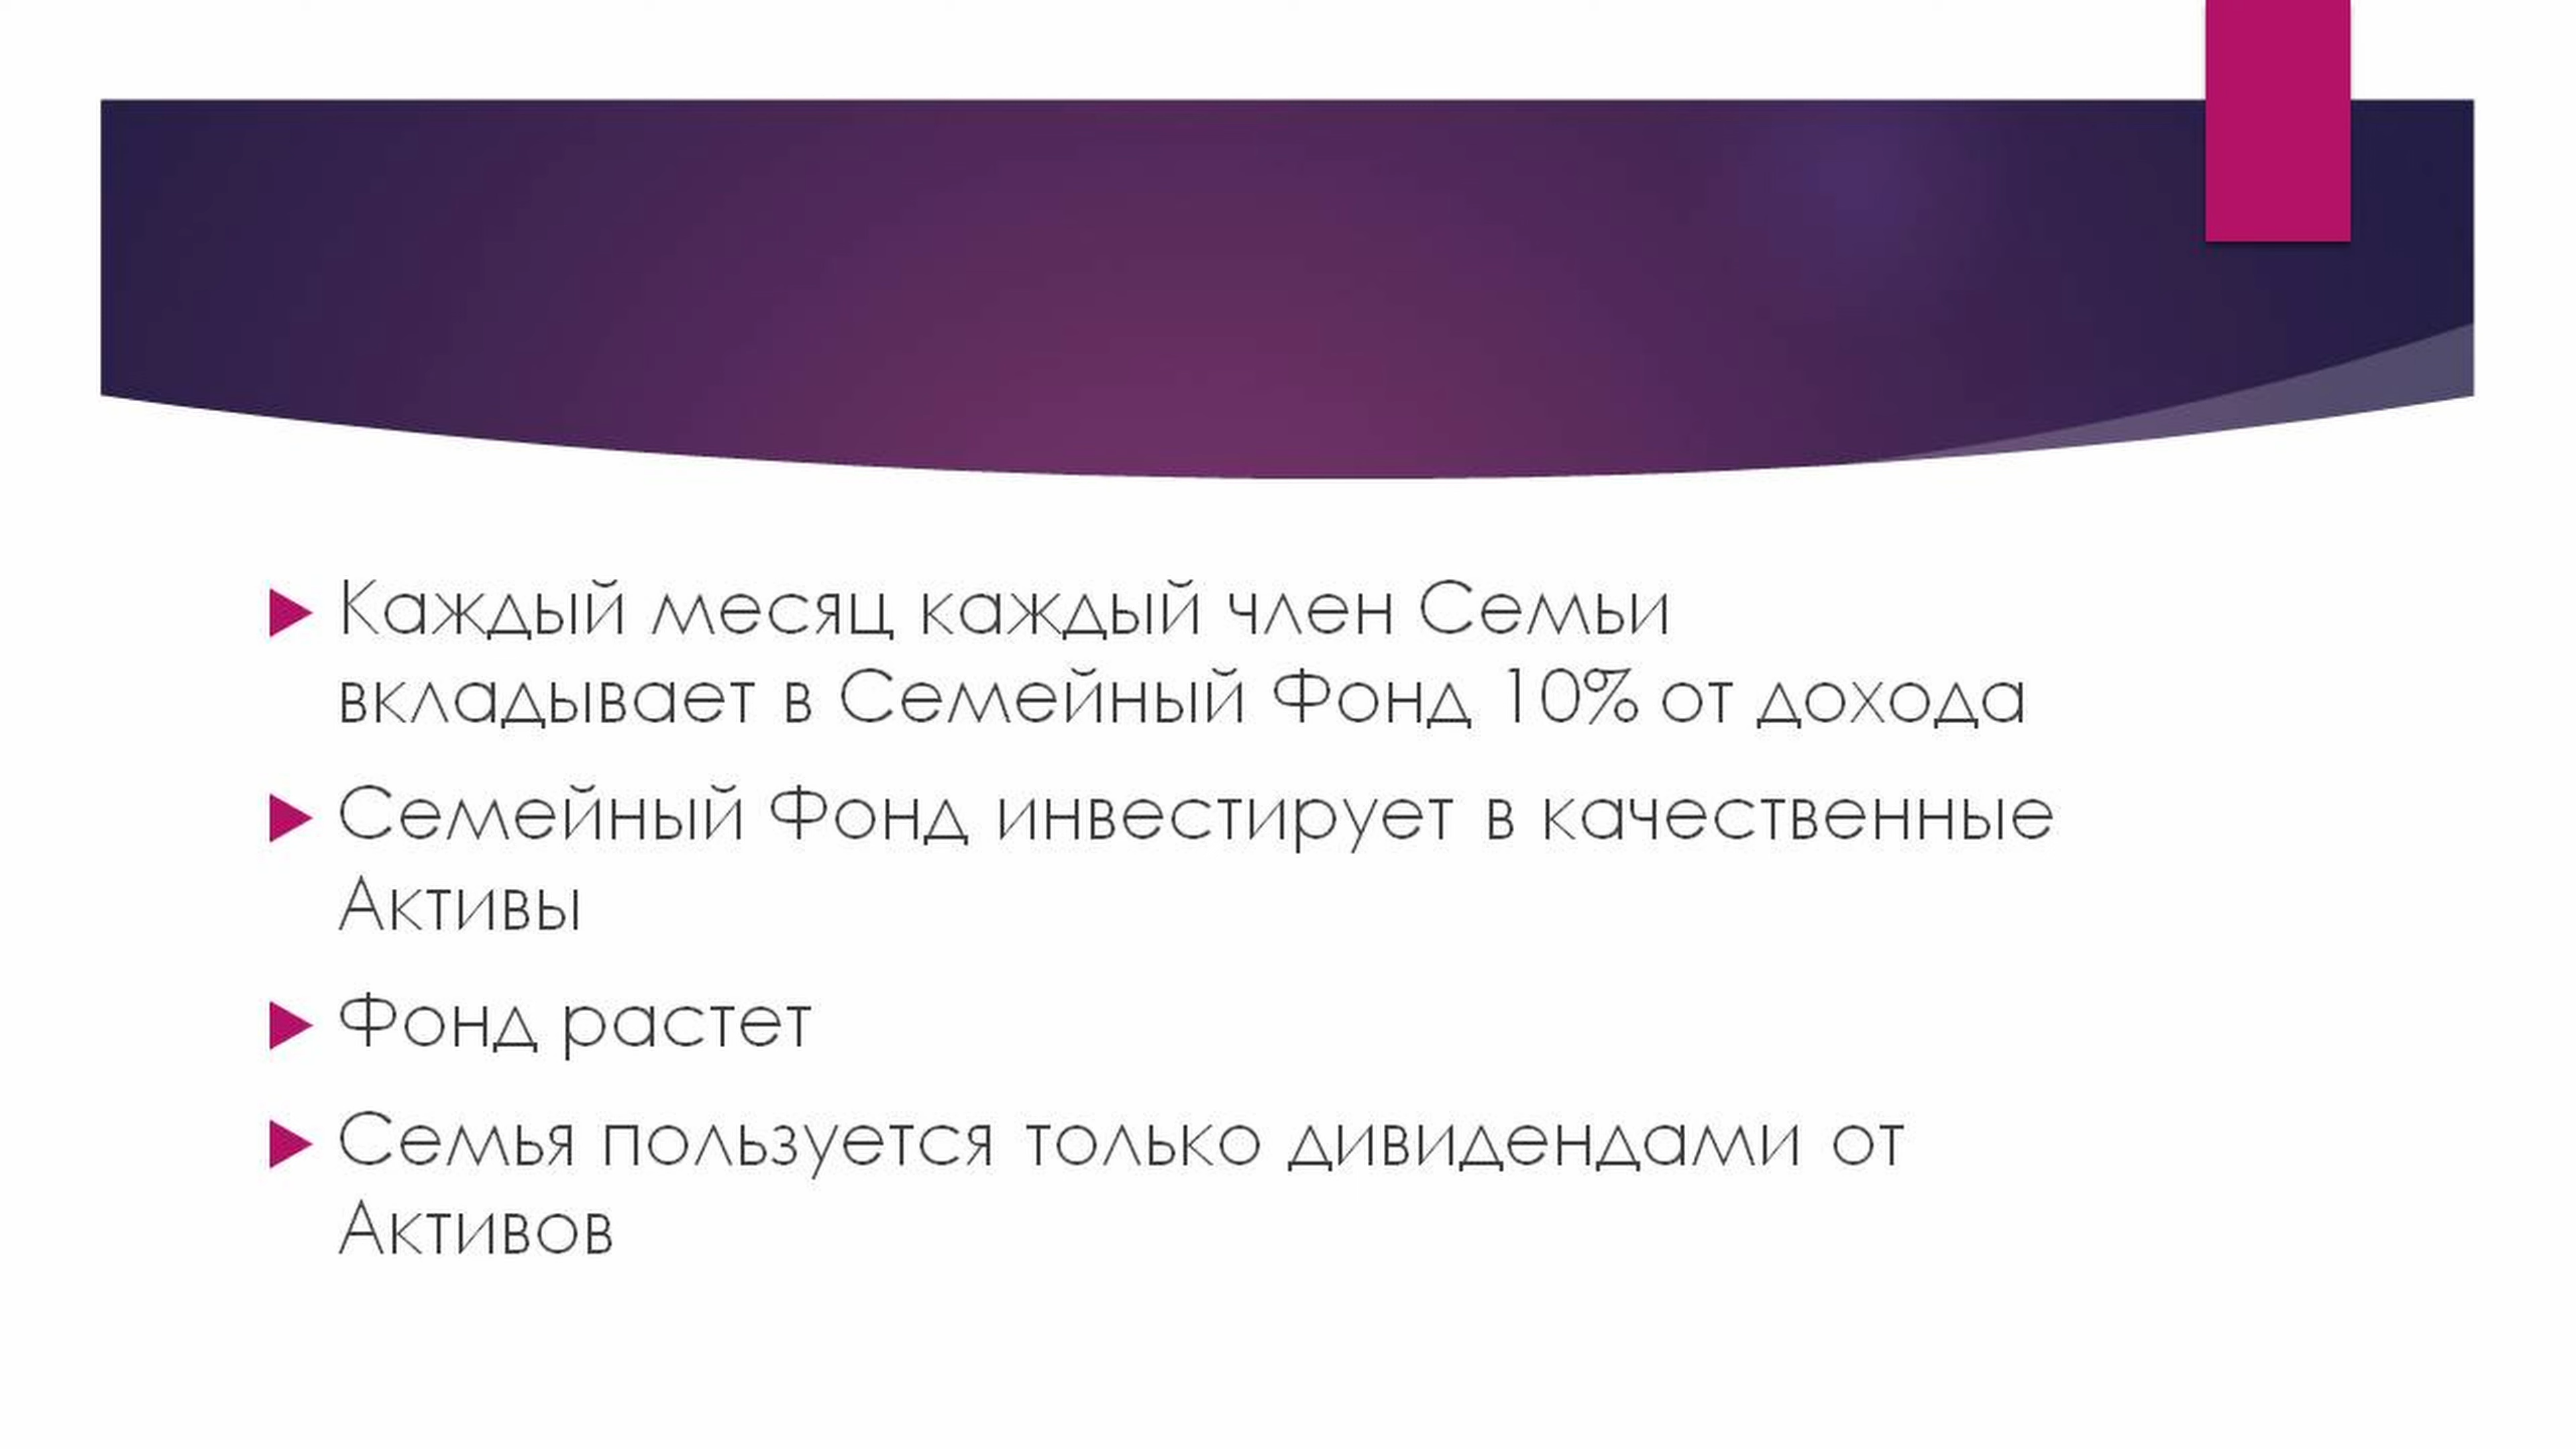 Каждый месяц каждый член Семьи
вкладывает в Семейный Фонд 10% от дохода
Семейный Фонд инвестирует в качественные
Активы
Фонд растет
Семья пользуется только дивидендами от
Активов